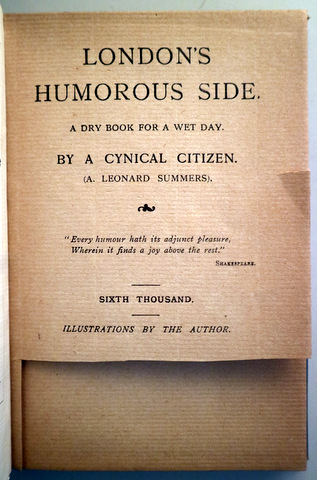 LONDON'S
HUMOROUS SIDE.
A DRY BOOK FOR A WET DAY.
BY A CYNICAL CITIZEN.
(A. LEONARD SUMMERS).
"Every humour hath its adjunct pleasure,
Wherein it finds a joy above the rest."
SHAKESPEARE.
SIXTH THOUSAND.
ILLUSTRATIONS BY THE AUTHOR.